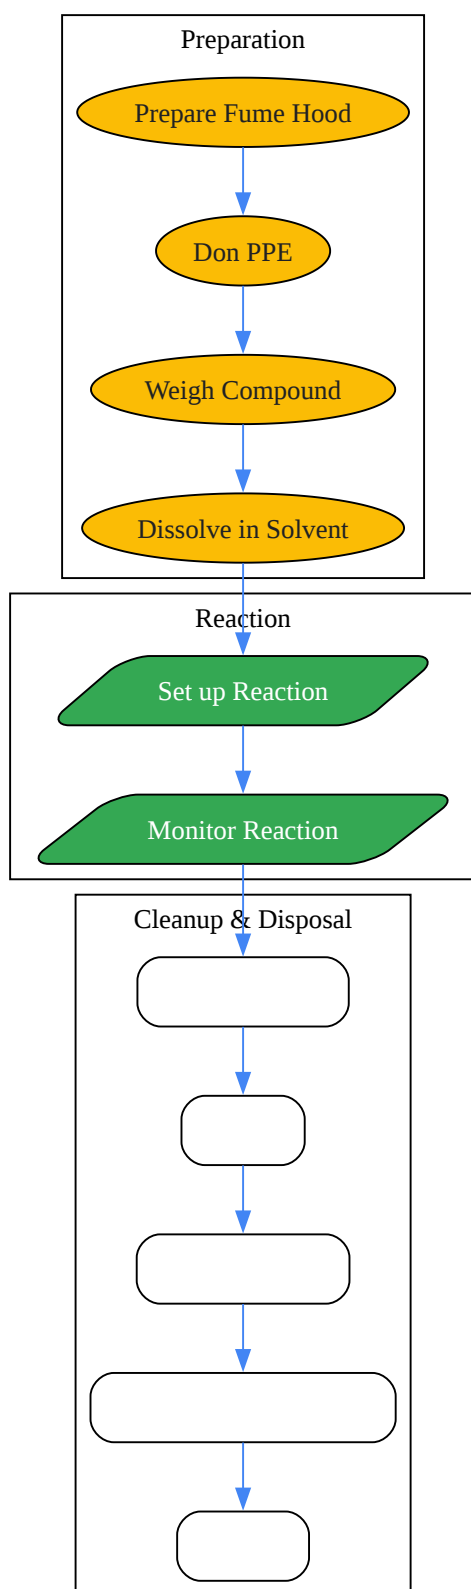 Preparation
Prepare Fume Hood
Don PPE
Weigh Compound
Dissolve in Solvent
Reaction
Set up Reaction
Monitor Reaction
Cleanup & Disposal